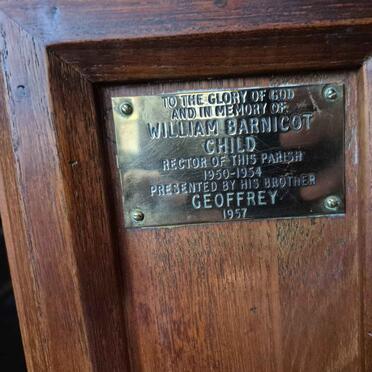 TO THE GLORY OF GOD
AND IN MEMORY OF
WILLIAM BARNICOT
CHILD
RECTOR OF THIS PARISH
1950-1954
PRESENTED BY HIS BROTHER
GEOFFREY
1957